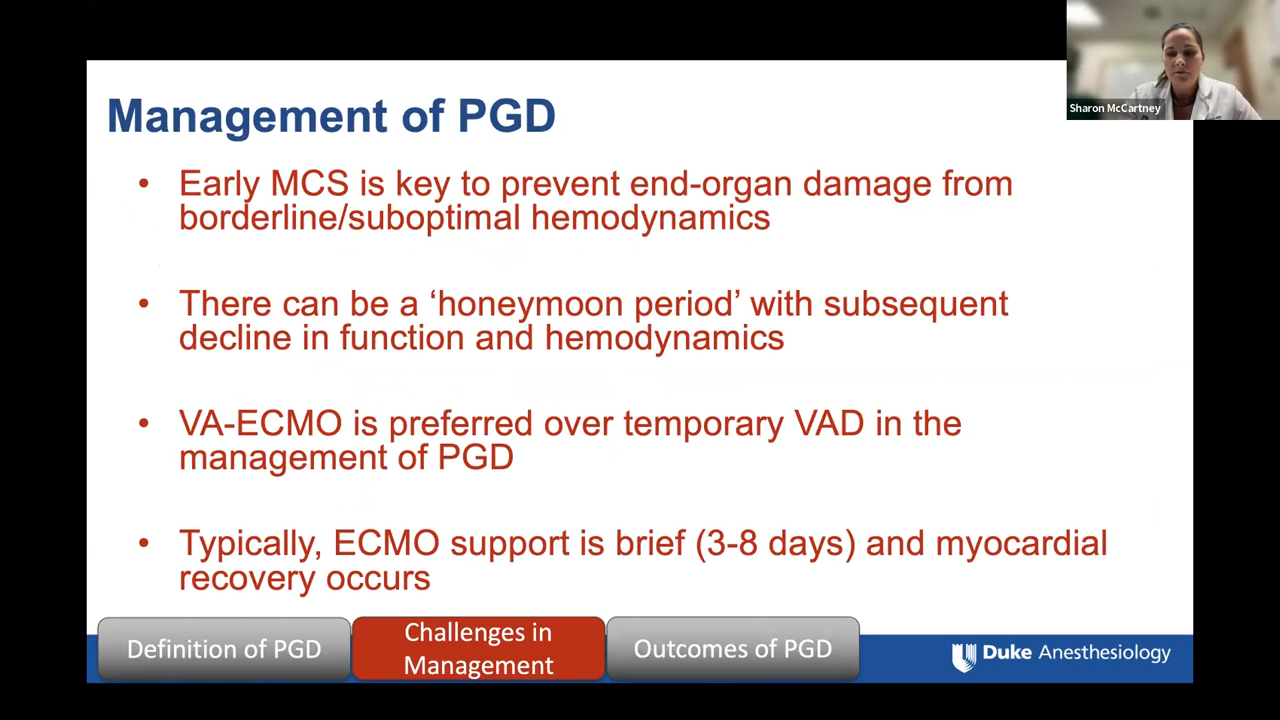 Sharon McCartney
Management of PGD
• Early MCS is key to prevent end-organ damage from
borderline/suboptimal hemodynamics
• There can be a ‘honeymoon period’ with subsequent
decline in function and hemodynamics
• VA-ECMO is preferred over temporary VAD in the
management of PGD
• Typically, ECMO support is brief (3-8 days) and myocardial
recovery occurs
Definition of PGD
Challenges in
Management
Outcomes of PGD
Duke Anesthesiology